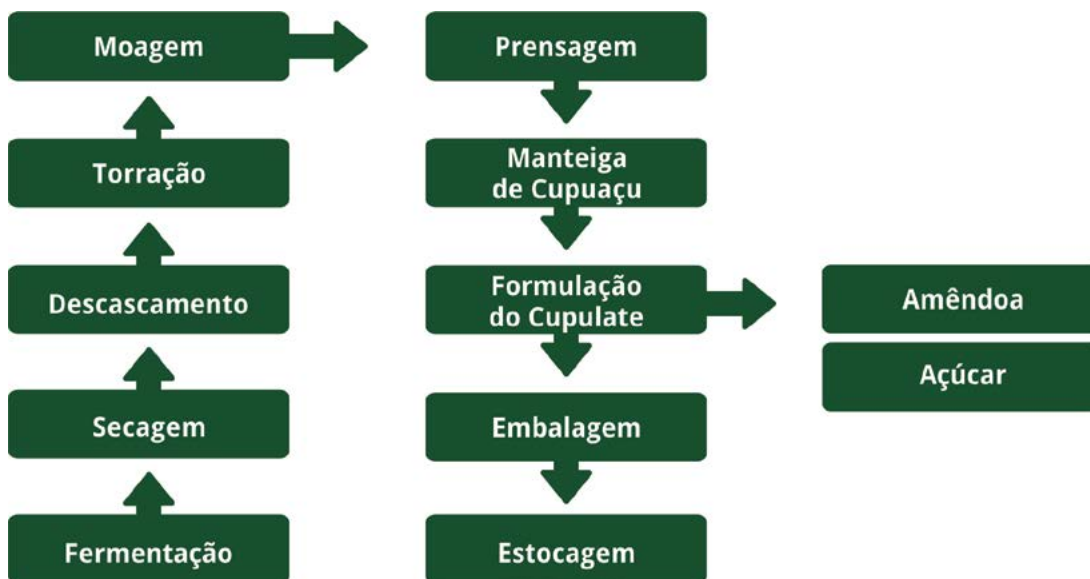 Moagem
Prensagem
Torração
Manteiga
de Cupuaçu
Descascamento
Formulação
do Cupulate
Amêndoa
Açúcar
Secagem
Embalagem
Fermentação
Estocagem